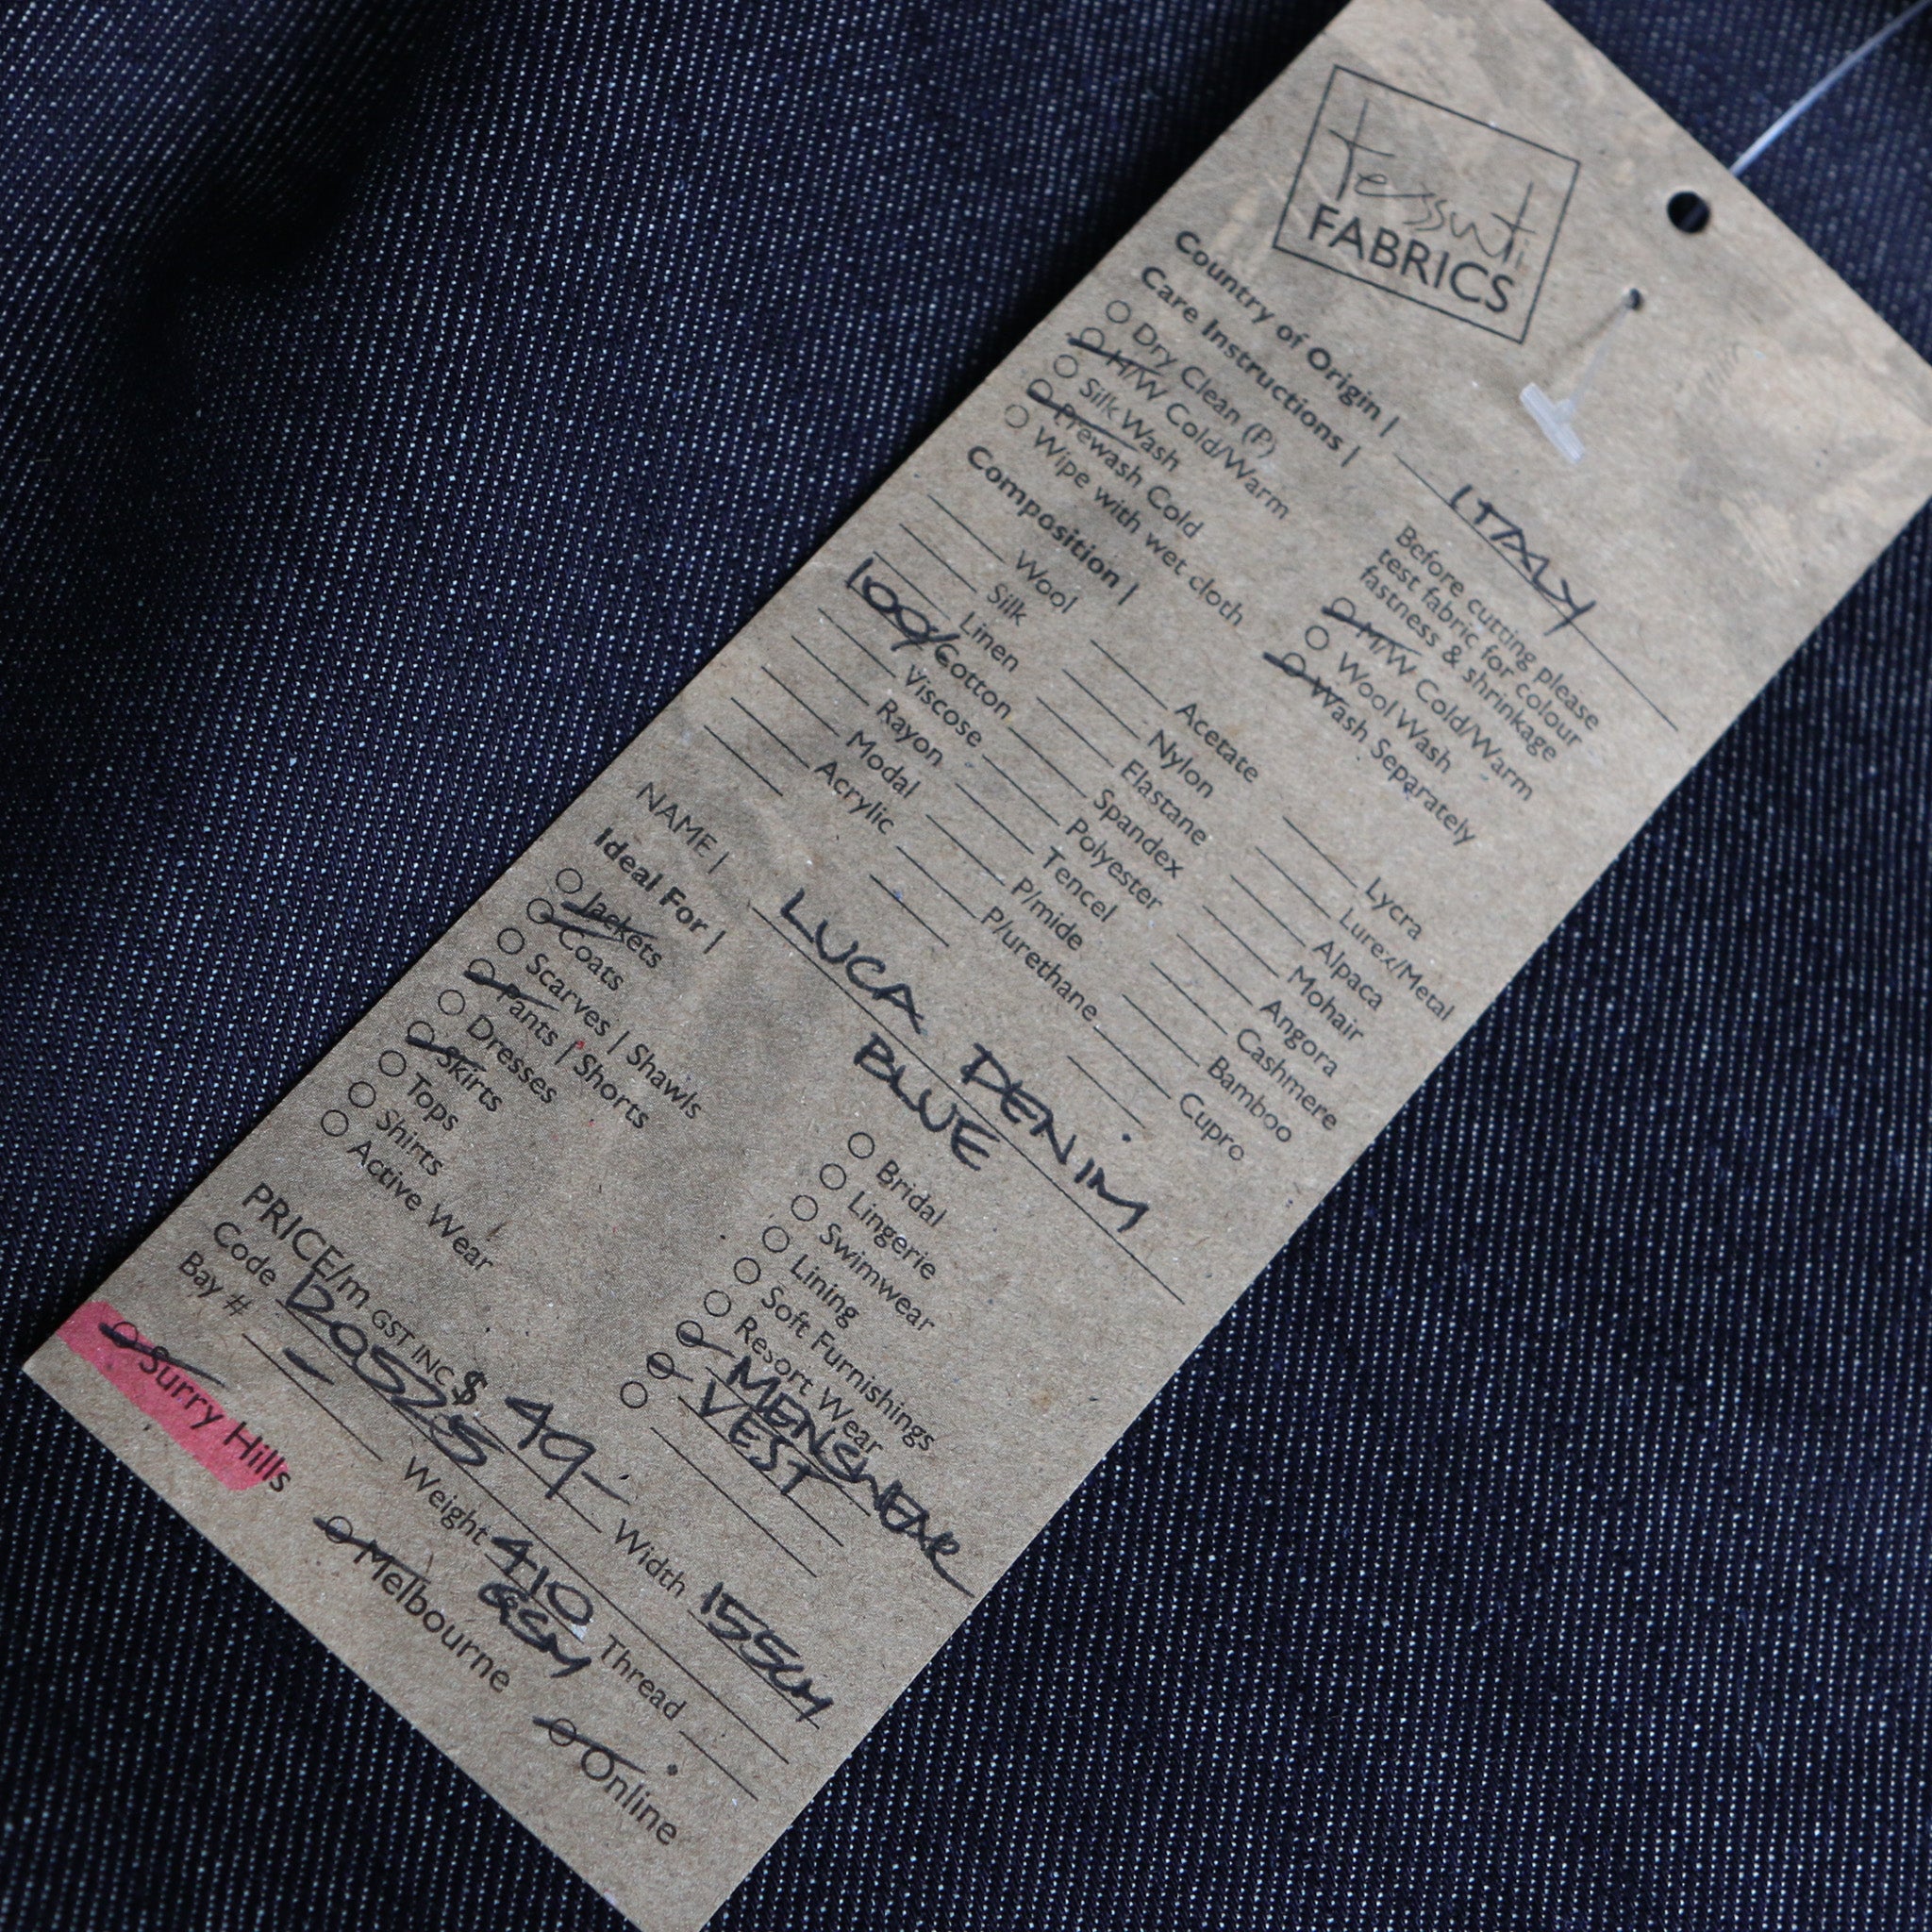 tessuti
FABRICS
Country of Origin | ITALY
Care Instructions |
Dry Clean (P)
H/W Cold/Warm
Silk Wash
Prewash Cold
Wipe with wet cloth
Before cutting please
test fabric for colour
fastness & shrinkage
M/W Cold/Warm
Wool Wash
Wash Separately
Composition |
Wool
Silk
Linen
100% Cotton
Viscose
Rayon
Modal
Acrylic
Acetate
Nylon
Elastane
Spandex
Polyester
Tencel
P/mide
P/urethane
Lycra
Lurex/Metal
Alpaca
Mohair
Angora
Cashmere
Bamboo
Cupro
NAME | LUCA DENIM
BLUE
Ideal For |
Jackets
Coats
Scarves | Shawls
Pants | Shorts
Dresses
Skirts
Tops
Shirts
Active Wear
Bridal
Lingerie
Swimwear
Lining
Soft Furnishings
Resort Wear
MENSWEAR
VEST
PRICE/m GST INC $ 49- Width 155cm
Code Weight 410 GSM Thread
Bay # -
Surry Hills Melbourne Online